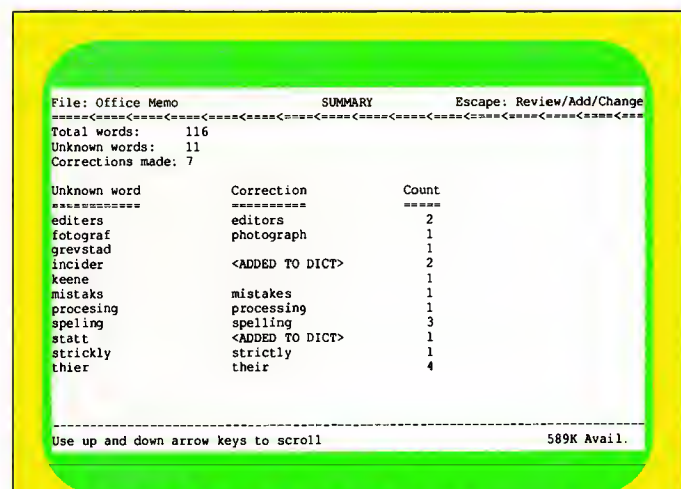 File: Office Memo SUMMARY Escape: Review/Add/Change
=====<====<====<====<====<====<====<====<====<====<====<====<====<====<====<===
Total words: 116
Unknown words: 11
Corrections made: 7
Unknown word Correction Count
============ ========== =====
editers editors 2
fotograf photograph 1
grevstad 1
incider <ADDED TO DICT> 2
keene 1
mistaks mistakes 1
procesing processing 1
speling spelling 3
statt <ADDED TO DICT> 1
strickly strictly 1
thier their 4
--------------------------------------------------------------------------------
Use up and down arrow keys to scroll 589K Avail.